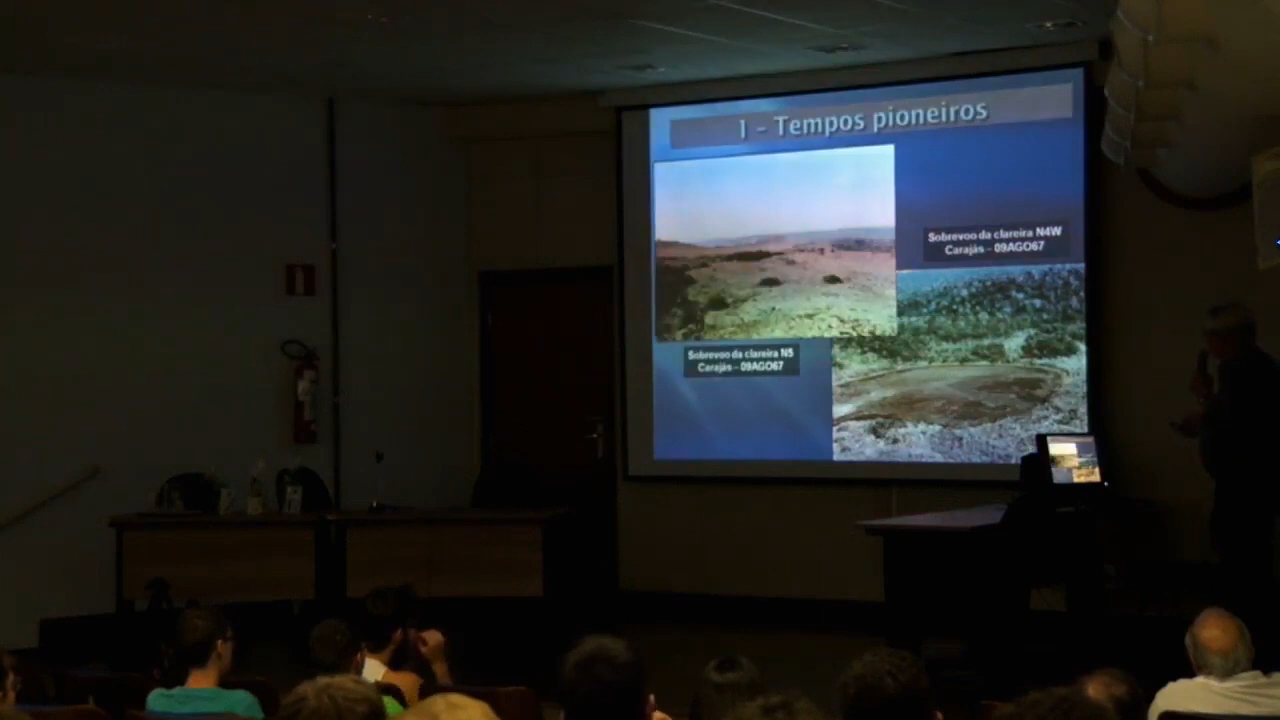 1 - Tempos pioneiros
Sobrevoo da clareira N4W
Carajás - 09AGO67
Sobrevoo da clareira N5
Carajás - 09AGO67